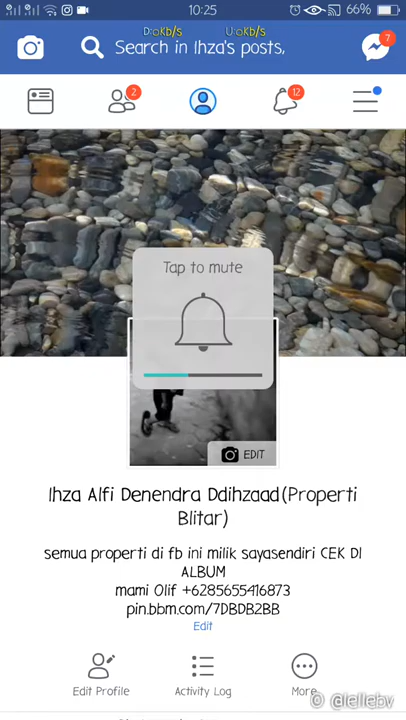 10:25
66%
D:0Kb/s U:0Kb/s
Search in Ihza's posts,
7
2
12
Tap to mute
EDIT
Ihza Alfi Denendra Ddihzaad(Properti
Blitar)
semua properti di fb ini milik sayasendiri CEK DI
ALBUM
mami Olif +6285655416873
pin.bbm.com/7DBDB2BB
Edit
Edit Profile
Activity Log
More